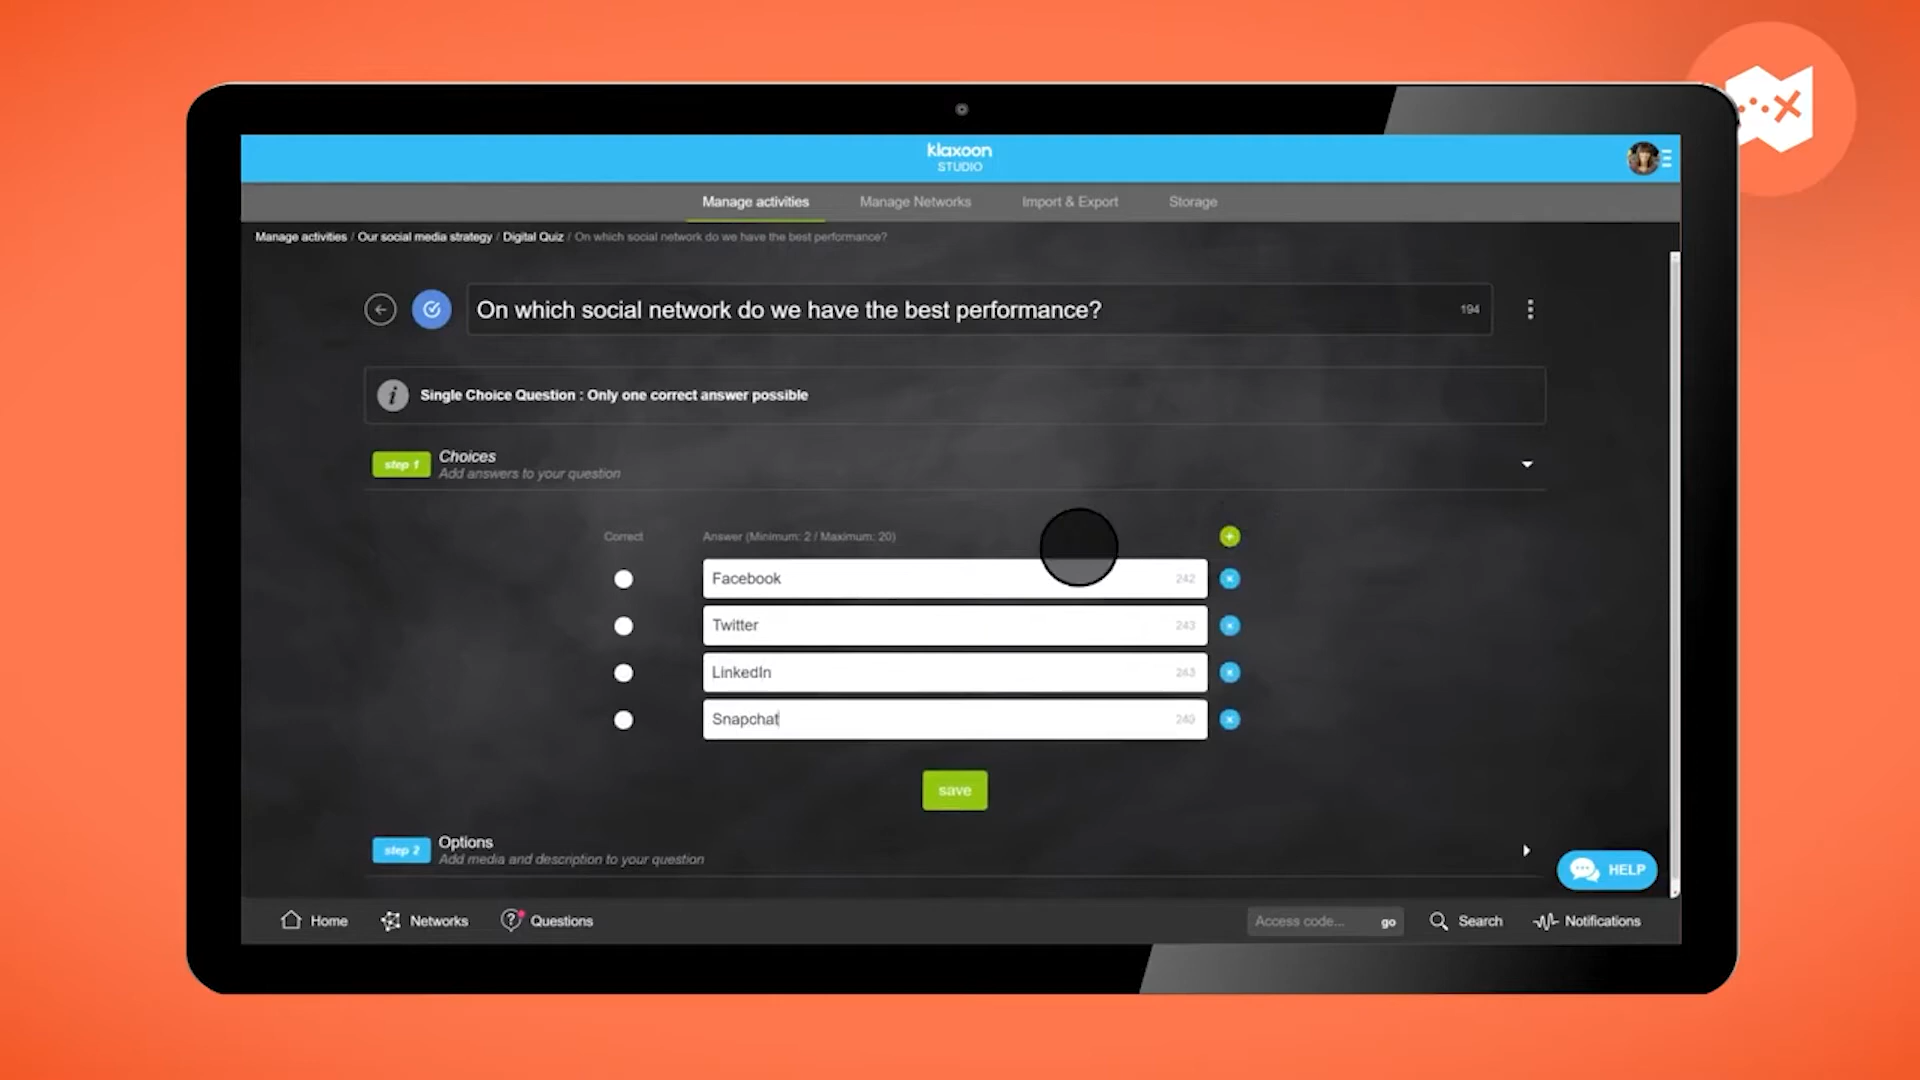 klaxoon
STUDIO
Manage activities Manage Networks Import & Export Storage
Manage activities / Our social media strategy / Digital Quiz / On which social network do we have the best performance?
On which social network do we have the best performance? 194
i Single Choice Question : Only one correct answer possible
step 1 Choices
Add answers to your question
Correct Answer (Minimum: 2 / Maximum: 20)
Facebook 242
Twitter 243
LinkedIn 243
Snapchat
save
step 2 Options
Add media and description to your question
HELP
Home Networks ? Questions Access code... go Search Notifications